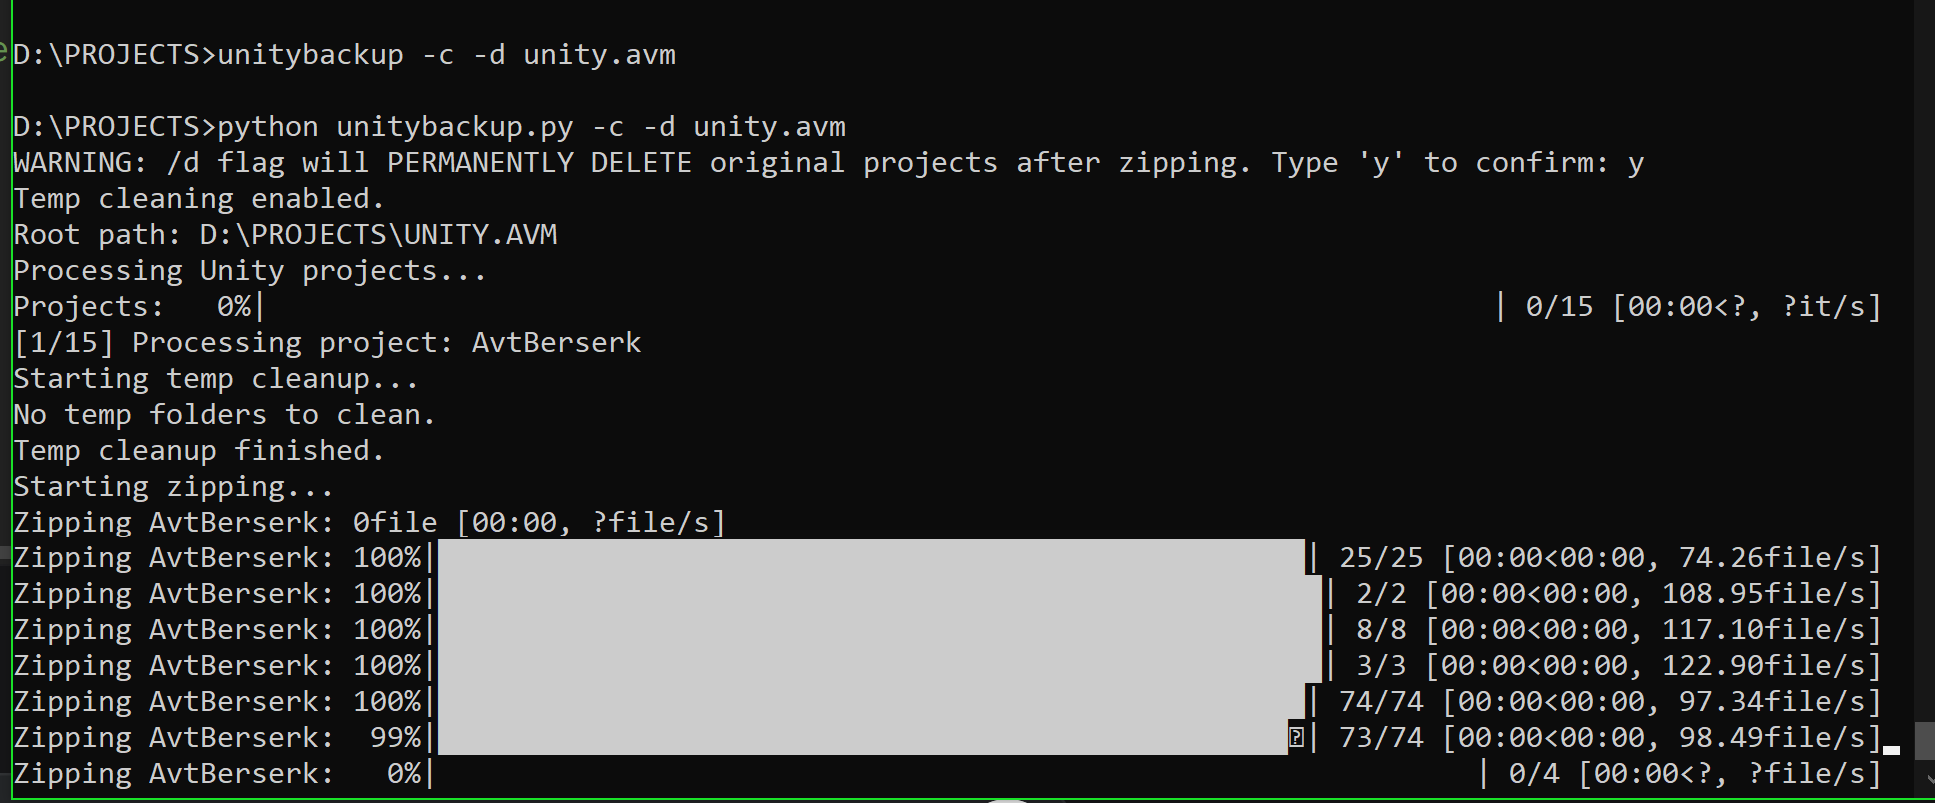 D:\PROJECTS>unitybackup -c -d unity.avm
D:\PROJECTS>python unitybackup.py -c -d unity.avm
WARNING: /d flag will PERMANENTLY DELETE original projects after zipping. Type 'y' to confirm: y
Temp cleaning enabled.
Root path: D:\PROJECTS\UNITY.AVM
Processing Unity projects...
Projects:   0%|                                                                         | 0/15 [00:00<?, ?it/s]
[1/15] Processing project: AvtBerserk
Starting temp cleanup...
No temp folders to clean.
Temp cleanup finished.
Starting zipping...
Zipping AvtBerserk: 0file [00:00, ?file/s]
Zipping AvtBerserk: 100%|███████████████████████████████████████████████████| 25/25 [00:00<00:00, 74.26file/s]
Zipping AvtBerserk: 100%|████████████████████████████████████████████████████| 2/2 [00:00<00:00, 108.95file/s]
Zipping AvtBerserk: 100%|████████████████████████████████████████████████████| 8/8 [00:00<00:00, 117.10file/s]
Zipping AvtBerserk: 100%|████████████████████████████████████████████████████| 3/3 [00:00<00:00, 122.90file/s]
Zipping AvtBerserk: 100%|███████████████████████████████████████████████████| 74/74 [00:00<00:00, 97.34file/s]
Zipping AvtBerserk:  99%|██████████████████████████████████████████████████�| 73/74 [00:00<00:00, 98.49file/s]
Zipping AvtBerserk:   0%|                                                             | 0/4 [00:00<?, ?file/s]